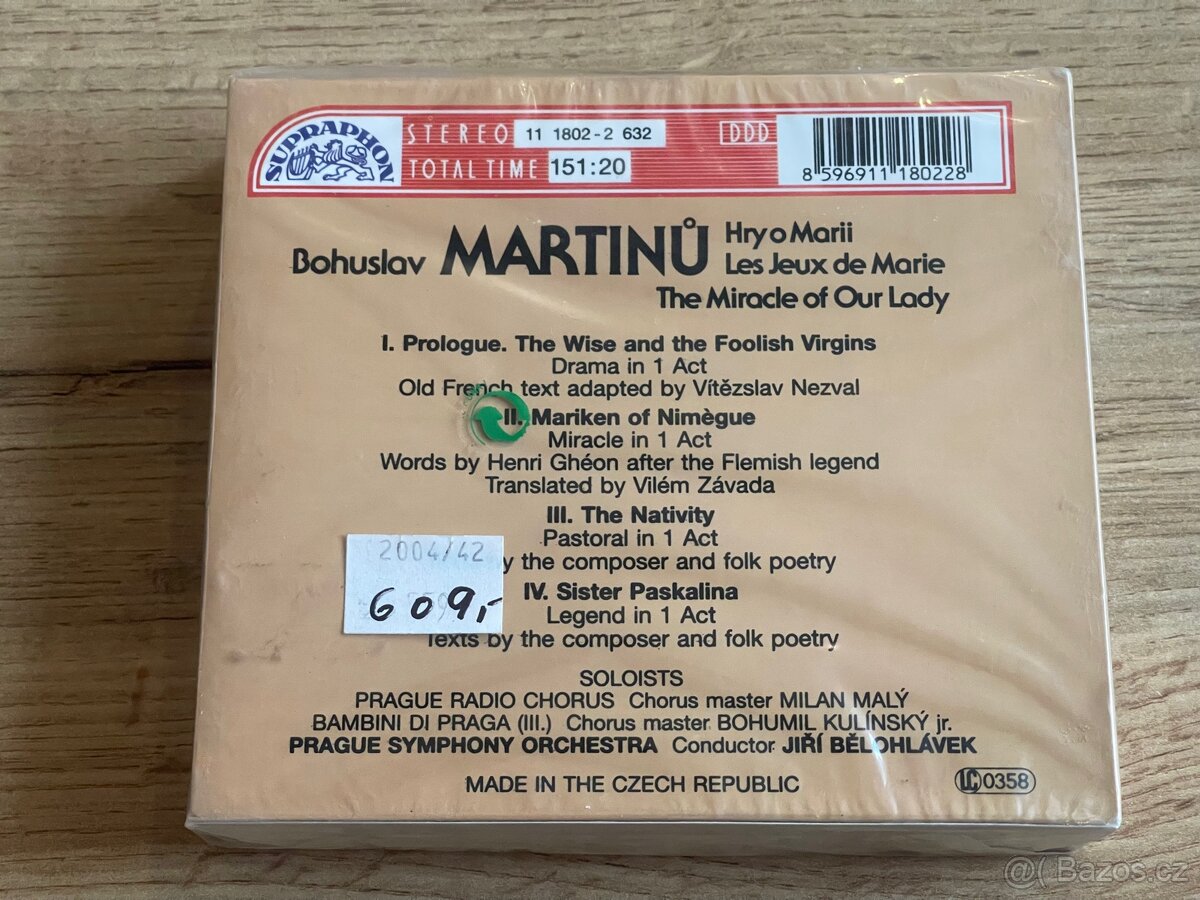 SUPRAPHON
STEREO 11 1802-2 632 DDD
TOTAL TIME 151:20
8 596911 180228
Bohuslav MARTINŮ Hry o Marii
Les Jeux de Marie
The Miracle of Our Lady
I. Prologue. The Wise and the Foolish Virgins
Drama in 1 Act
Old French text adapted by Vítězslav Nezval
II. Mariken of Nimègue
Miracle in 1 Act
Words by Henri Ghéon after the Flemish legend
Translated by Vilém Závada
III. The Nativity
Pastoral in 1 Act
by the composer and folk poetry
2004/42
609,-
IV. Sister Paskalina
Legend in 1 Act
Texts by the composer and folk poetry
SOLOISTS
PRAGUE RADIO CHORUS Chorus master MILAN MALÝ
BAMBINI DI PRAGA (III.) Chorus master BOHUMIL KULÍNSKÝ jr.
PRAGUE SYMPHONY ORCHESTRA Conductor JIŘÍ BĚLOHLÁVEK
MADE IN THE CZECH REPUBLIC
LC 0358
@( Bazos.cz